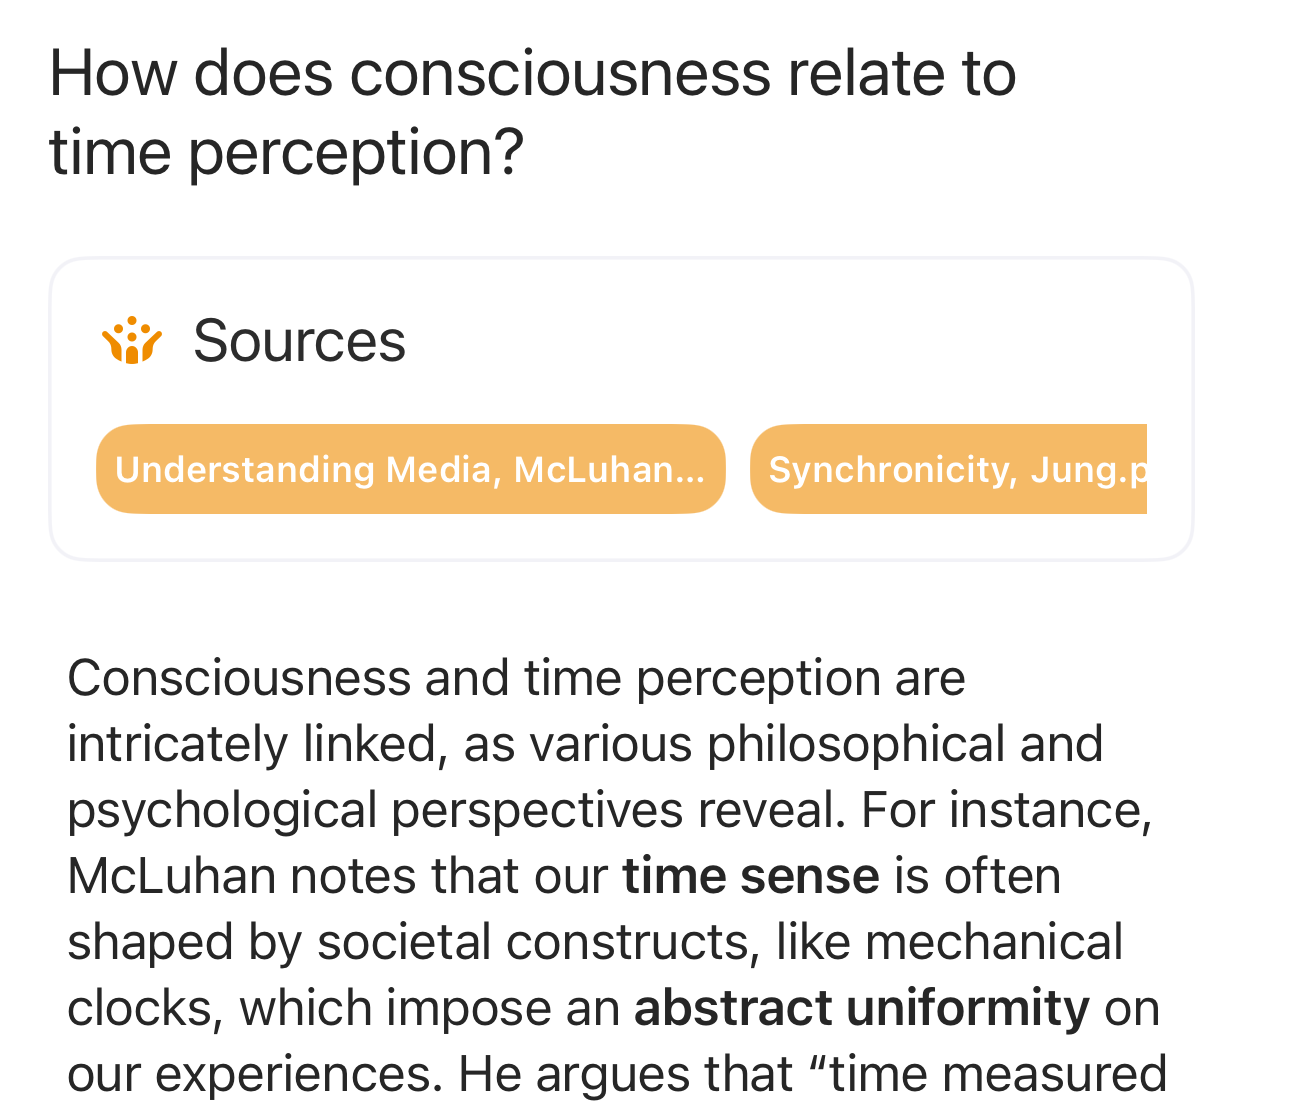 How does consciousness relate to
time perception?
Sources
Understanding Media, McLuhan...
Synchronicity, Jung.p
Consciousness and time perception are
intricately linked, as various philosophical and
psychological perspectives reveal. For instance,
McLuhan notes that our time sense is often
shaped by societal constructs, like mechanical
clocks, which impose an abstract uniformity on
our experiences. He argues that “time measured